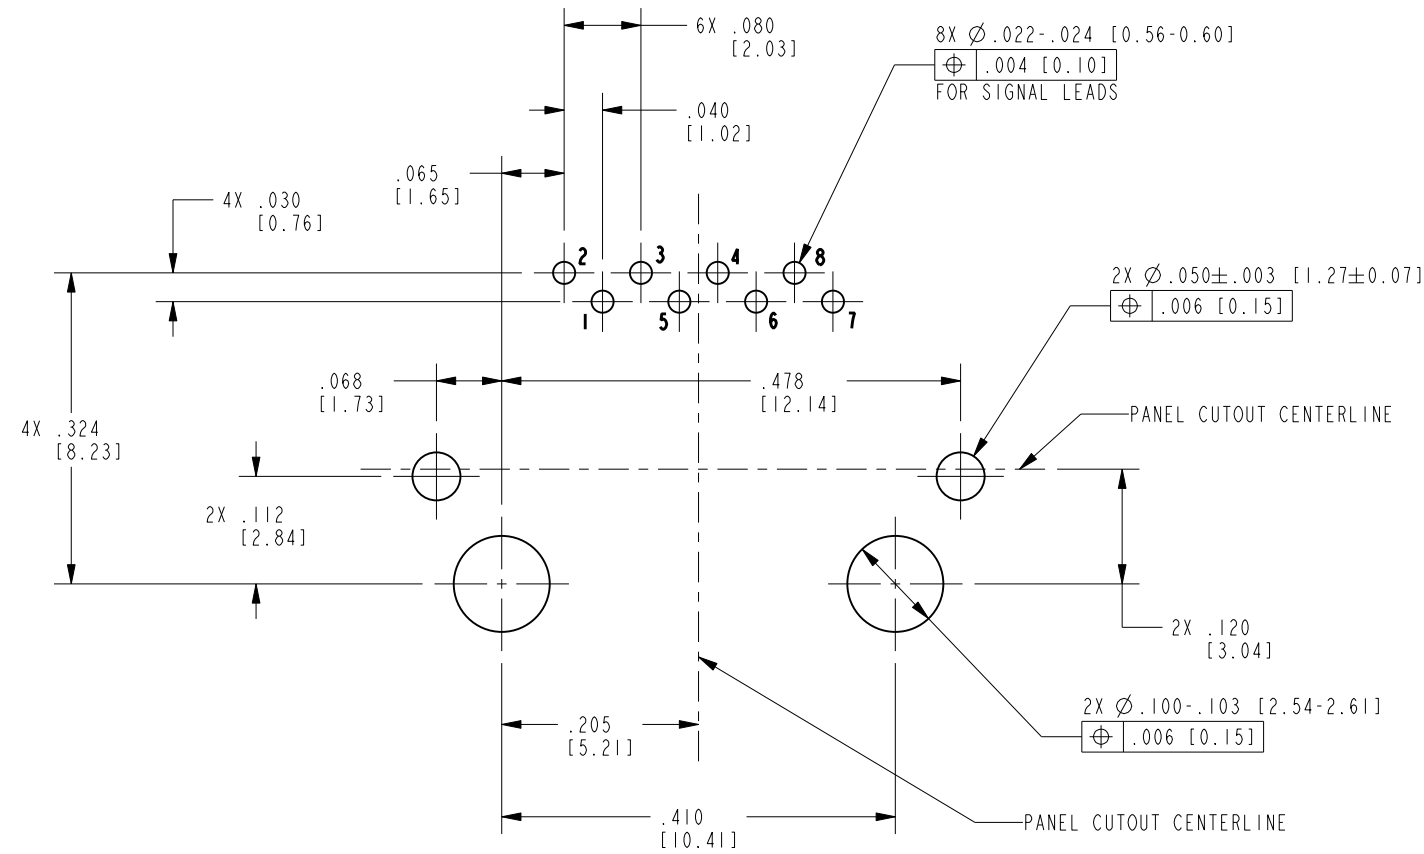 6X .080
[2.03]
8X Ø .022-.024 [0.56-0.60]
⌖ .004 [0.10]
FOR SIGNAL LEADS
.040
[1.02]
.065
[1.65]
4X .030
[0.76]
2 3 4 8
1 5 6 7
2X Ø .050±.003 [1.27±0.07]
⌖ .006 [0.15]
.068
[1.73]
.478
[12.14]
PANEL CUTOUT CENTERLINE
4X .324
[8.23]
2X .112
[2.84]
2X .120
[3.04]
2X Ø .100-.103 [2.54-2.61]
⌖ .006 [0.15]
.205
[5.21]
.410
[10.41]
PANEL CUTOUT CENTERLINE